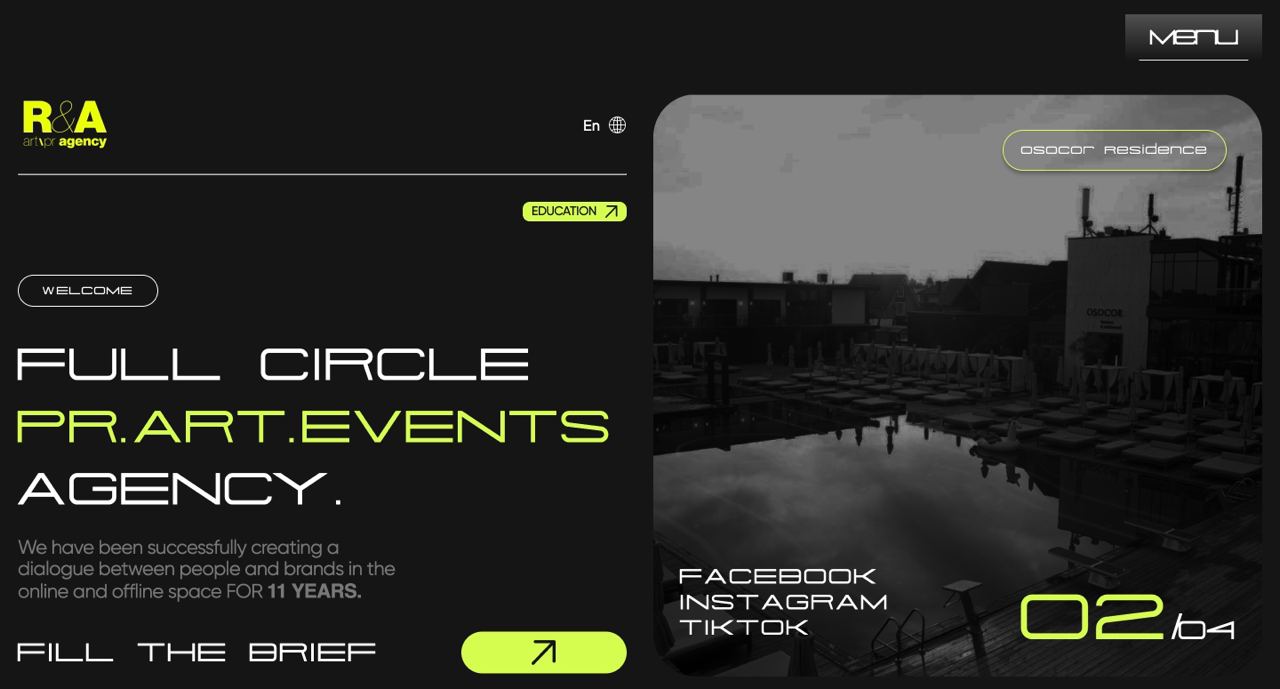 Menu
R&A
art\pr agency
En
EDUCATION
WELCOME
FULL CIRCLE
PR.ART.EVENTS
AGENCY.
We have been successfully creating a
dialogue between people and brands in the
online and offline space FOR 11 YEARS.
FILL THE BRIEF
osocor Residence
OSOCOR
FACEBOOK
INSTAGRAM
TIKTOK
02/04